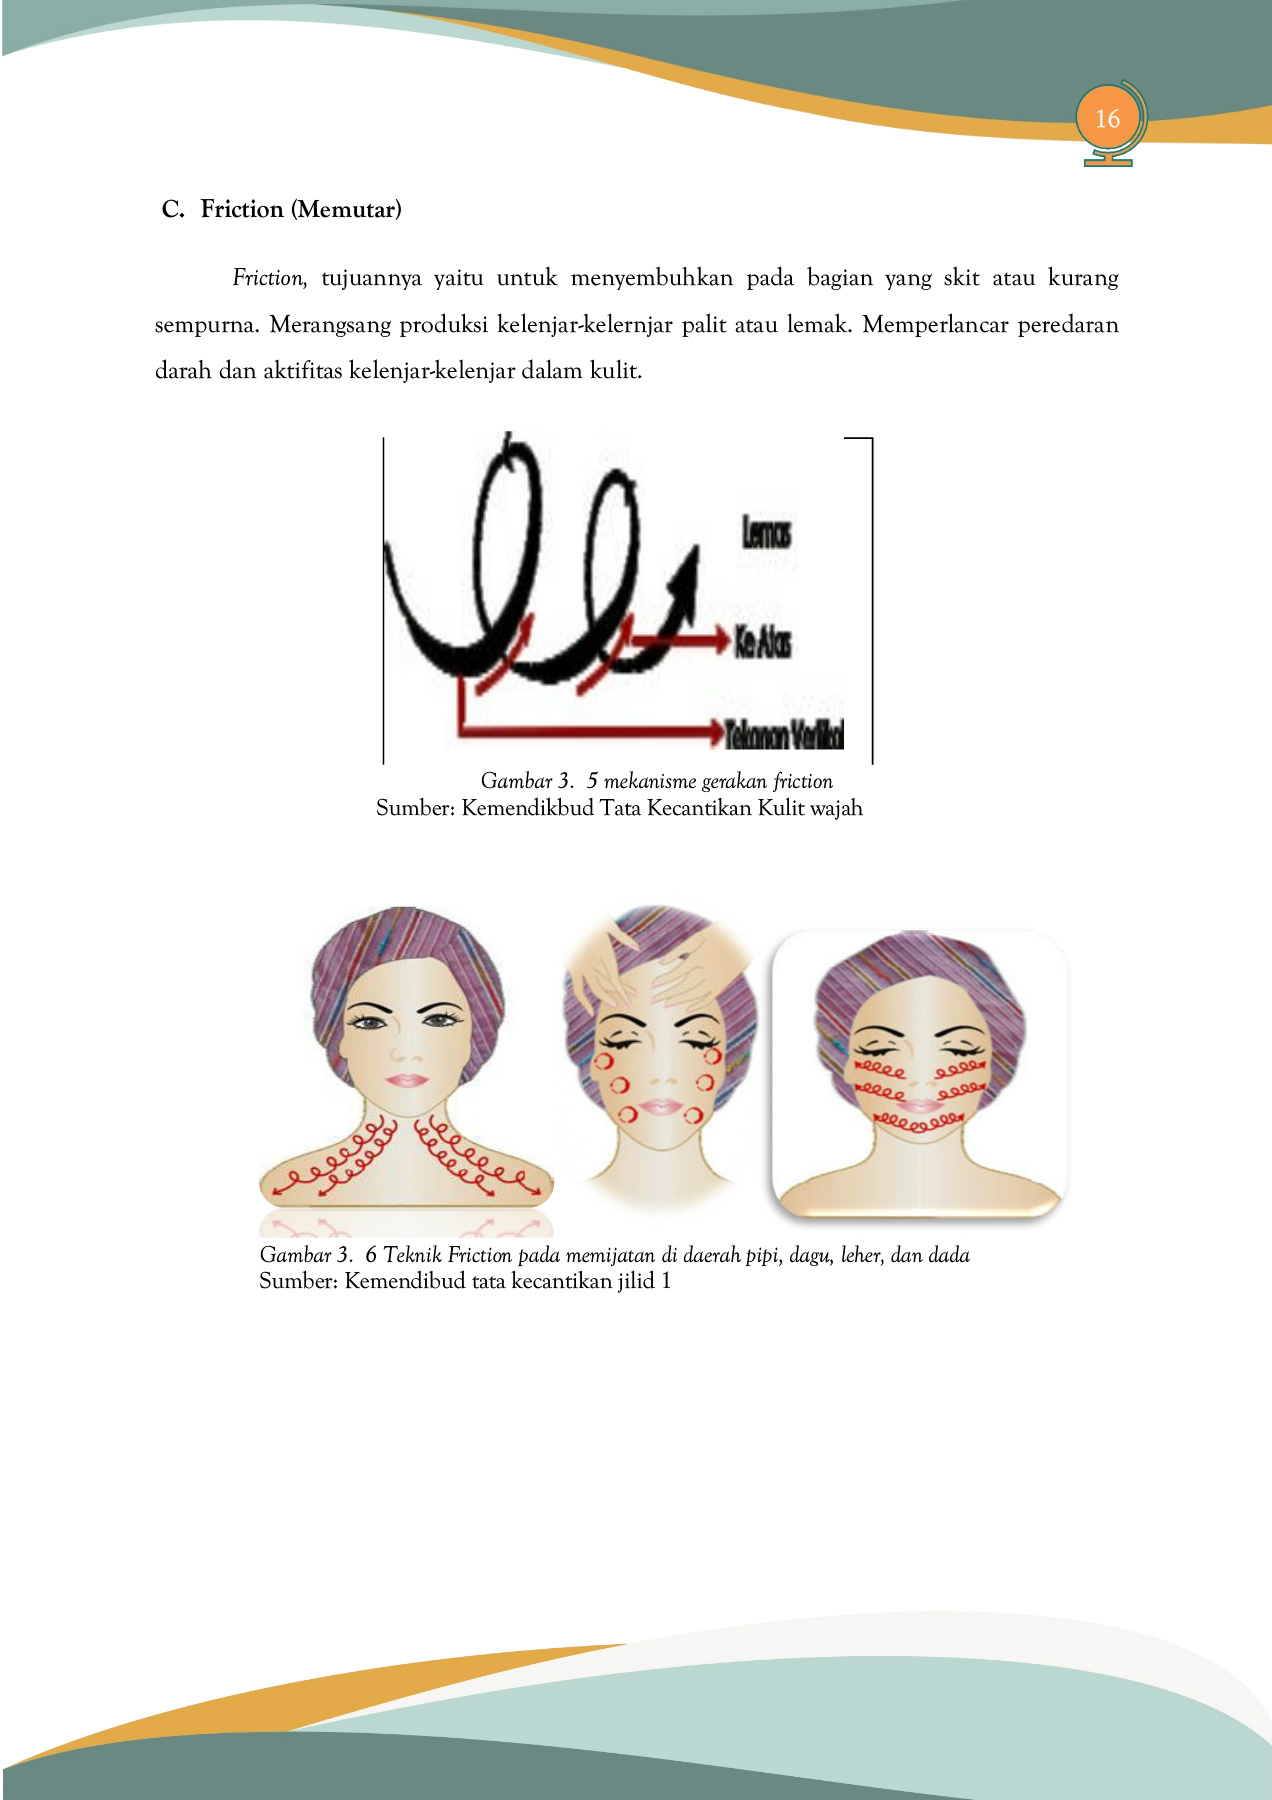 16
C. Friction (Memutar)
Friction, tujuannya yaitu untuk menyembuhkan pada bagian yang skit atau kurang
sempurna. Merangsang produksi kelenjar-kelernjar palit atau lemak. Memperlancar peredaran
darah dan aktifitas kelenjar-kelenjar dalam kulit.
Lemas
Ke Atas
Tekanan Vertikal
Gambar 3. 5 mekanisme gerakan friction
Sumber: Kemendikbud Tata Kecantikan Kulit wajah
Gambar 3. 6 Teknik Friction pada memijatan di daerah pipi, dagu, leher, dan dada
Sumber: Kemendibud tata kecantikan jilid 1